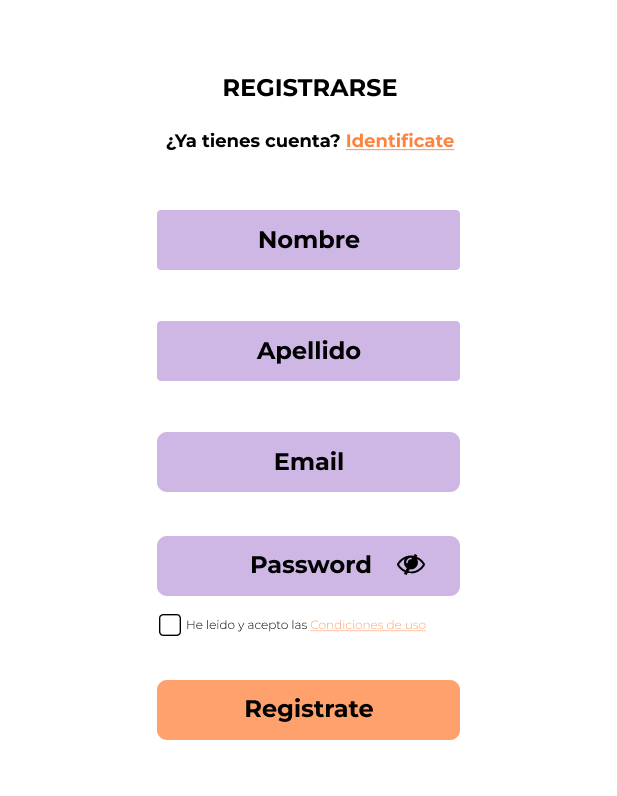 REGISTRARSE
¿Ya tienes cuenta? Identificate
Nombre
Apellido
Email
Password
He leido y acepto las Condiciones de uso
Registrate